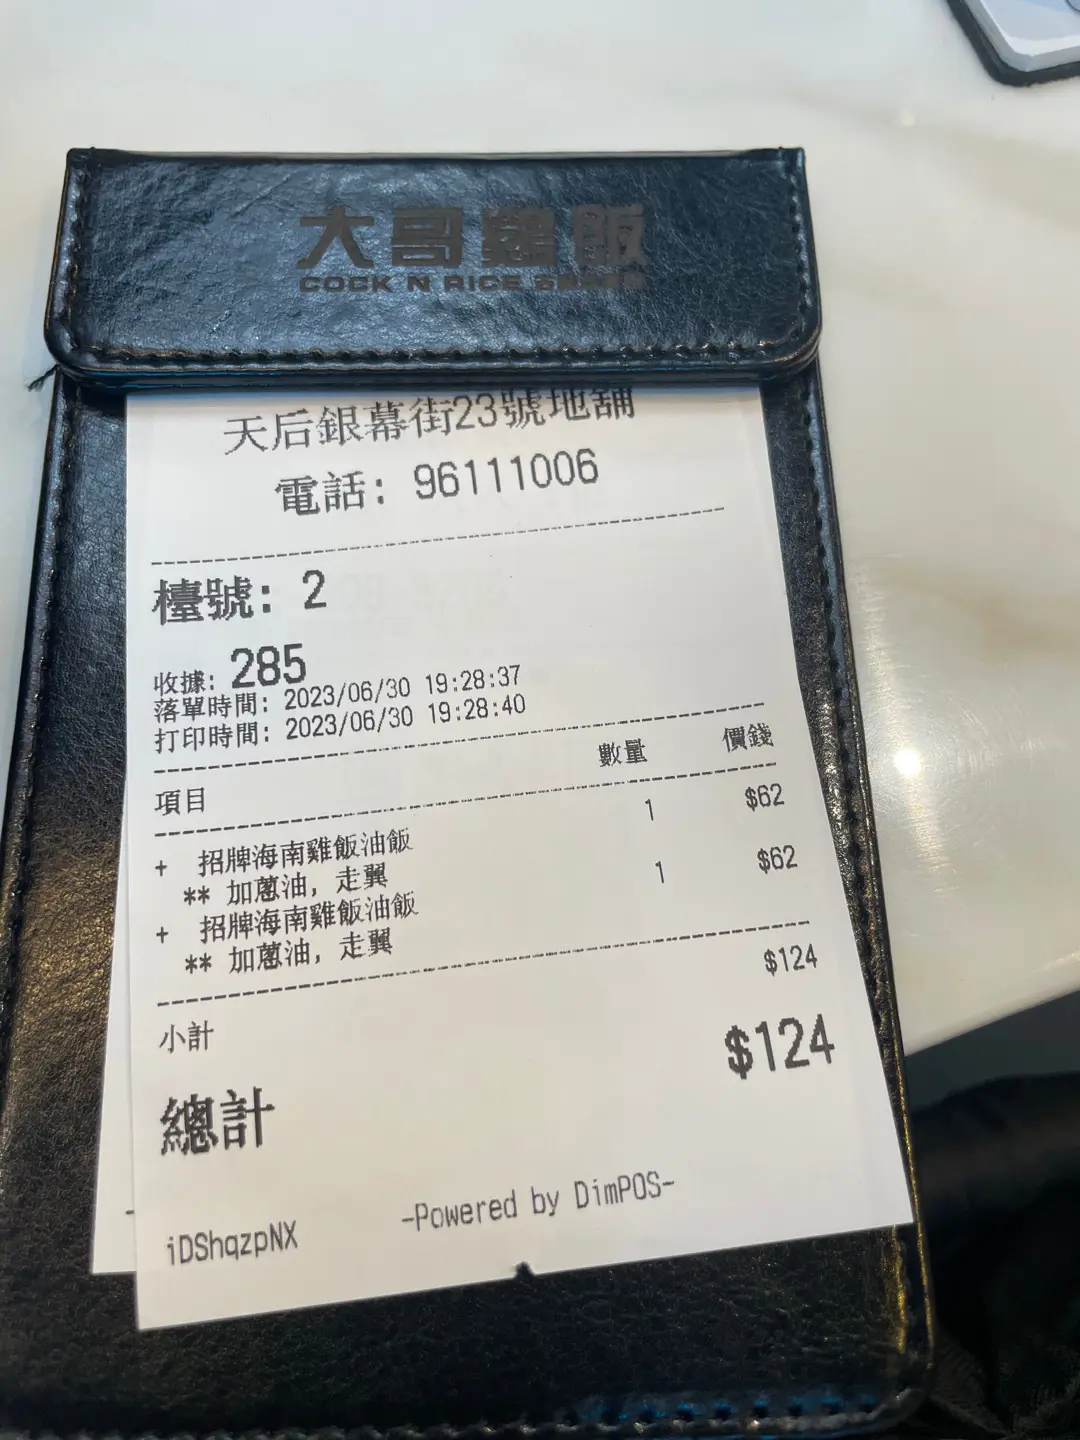 大哥雞飯
COCK N RICE
天后銀幕街23號地舖
電話: 96111006
檯號: 2
收據: 285
落單時間: 2023/06/30 19:28:37
打印時間: 2023/06/30 19:28:40
項目 數量 價錢
+ 招牌海南雞飯油飯 1 $62
** 加蔥油, 走翼
+ 招牌海南雞飯油飯 1 $62
** 加蔥油, 走翼
小計 $124
總計 $124
iDShqzpNX -Powered by DimPOS-